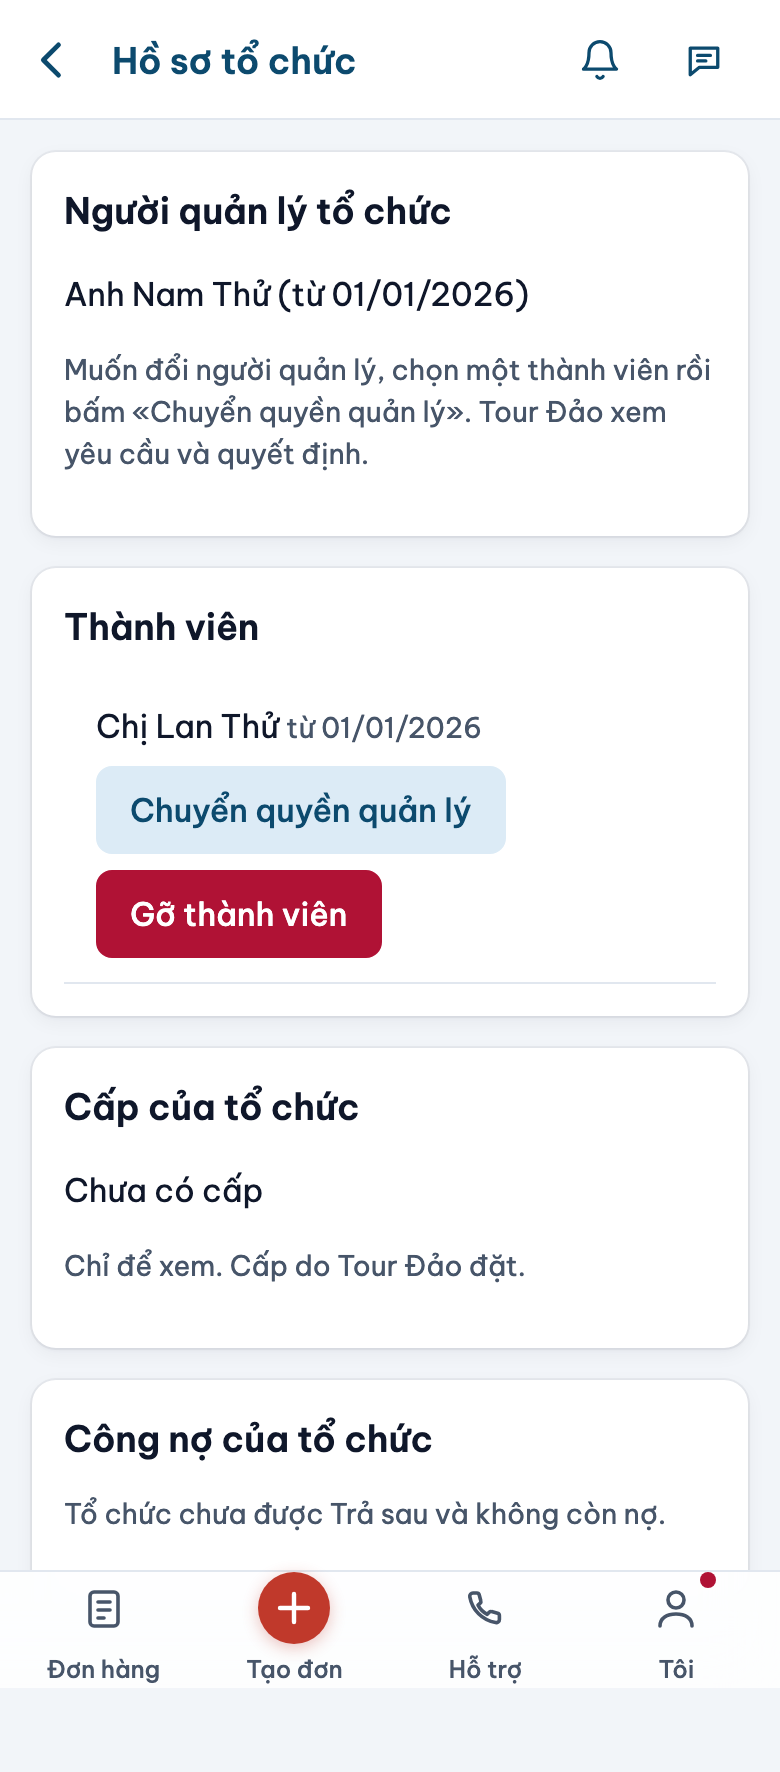 Hồ sơ tổ chức
Người quản lý tổ chức
Anh Nam Thử (từ 01/01/2026)
Muốn đổi người quản lý, chọn một thành viên rồi
bấm «Chuyển quyền quản lý». Tour Đảo xem
yêu cầu và quyết định.
Thành viên
Chị Lan Thử từ 01/01/2026
Chuyển quyền quản lý
Gỡ thành viên
Cấp của tổ chức
Chưa có cấp
Chỉ để xem. Cấp do Tour Đảo đặt.
Công nợ của tổ chức
Tổ chức chưa được Trả sau và không còn nợ.
Đơn hàng
Tạo đơn
Hỗ trợ
Tôi